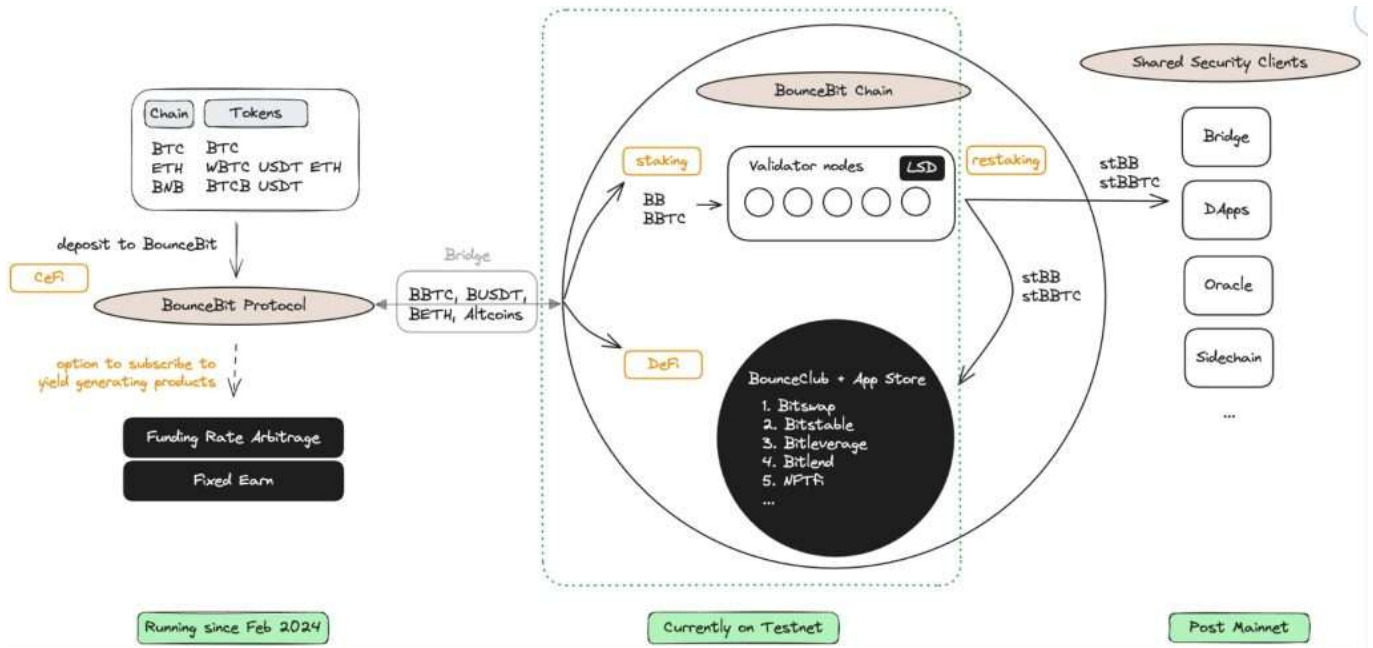 Chain Tokens
BTC BTC
ETH WBTC USDT ETH
BNB BTCB USDT
deposit to BounceBit
CeFi
BounceBit Protocol
option to subscribe to
yield generating products
Funding Rate Arbitrage
Fixed Earn
Running since Feb 2024
Bridge
BBTC, BUSDT,
BETH, Altcoins
BounceBit Chain
staking
BB
BBTC
Validator nodes LSD
restaking
stBB
stBBTC
stBB
stBBTC
DeFi
BounceClub + App Store
1. Bitswap
2. Bitstable
3. Bitleverage
4. Bitlend
5. NFTfi
...
Currently on Testnet
Shared Security Clients
Bridge
DApps
Oracle
Sidechain
...
Post Mainnet